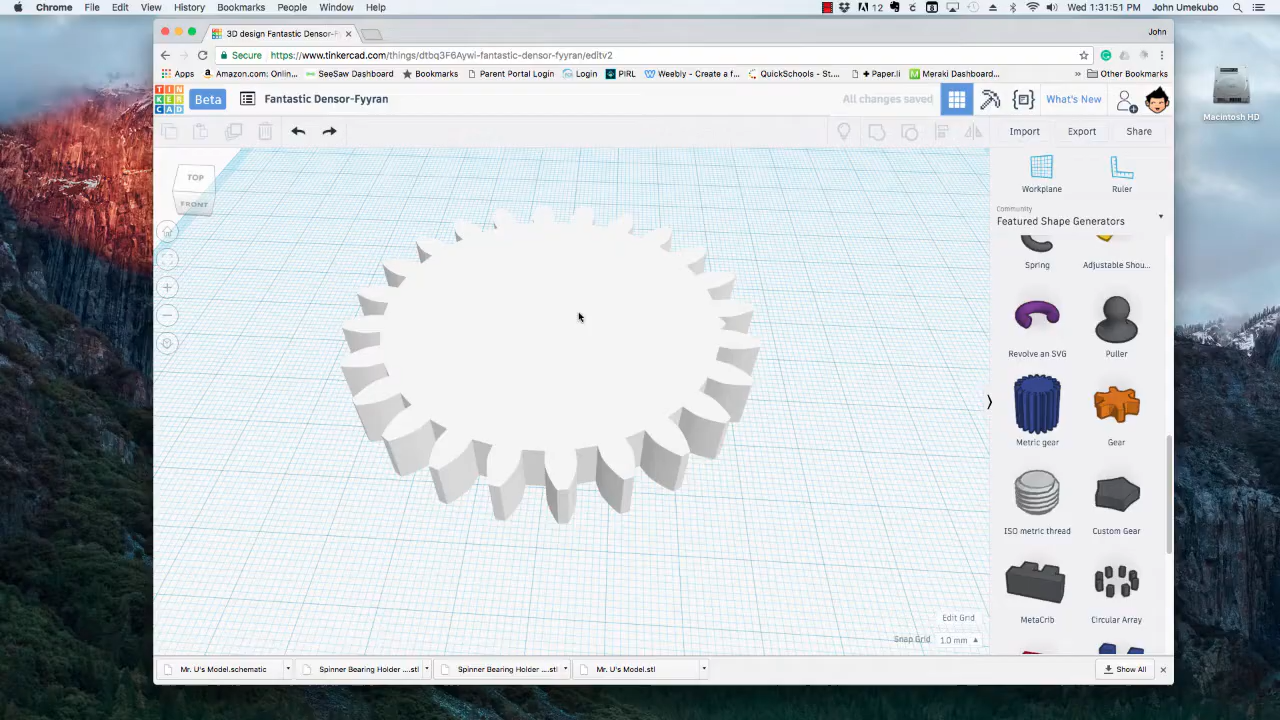 Chrome File Edit View History Bookmarks People Window Help 12 8 Wed 1:31:51 PM John Umekubo
3D design Fantastic Densor-F John
Secure https://www.tinkercad.com/things/dtbq3F6Aywi-fantastic-densor-fyyran/editv2
Apps Amazon.com: Onlin... SeeSaw Dashboard Bookmarks Parent Portal Login Login PIRL Weebly - Create a f... QuickSchools - St.... + Paper.li Meraki Dashboard... » Other Bookmarks
TINKERCAD Beta Fantastic Densor-Fyyran All changes saved What's New
Import Export Share
TOP
FRONT
Workplane Ruler
Community
Featured Shape Generators
Spring Adjustable Shou...
Revolve an SVG Puller
Metric gear Gear
ISO metric thread Custom Gear
MetaCrib Circular Array
Edit Grid
Snap Grid 1.0 mm
Mr. U's Model.schematic Spinner Bearing Holder ....stl Spinner Bearing Holder ....stl Mr. U's Model.stl Show All
Macintosh HD